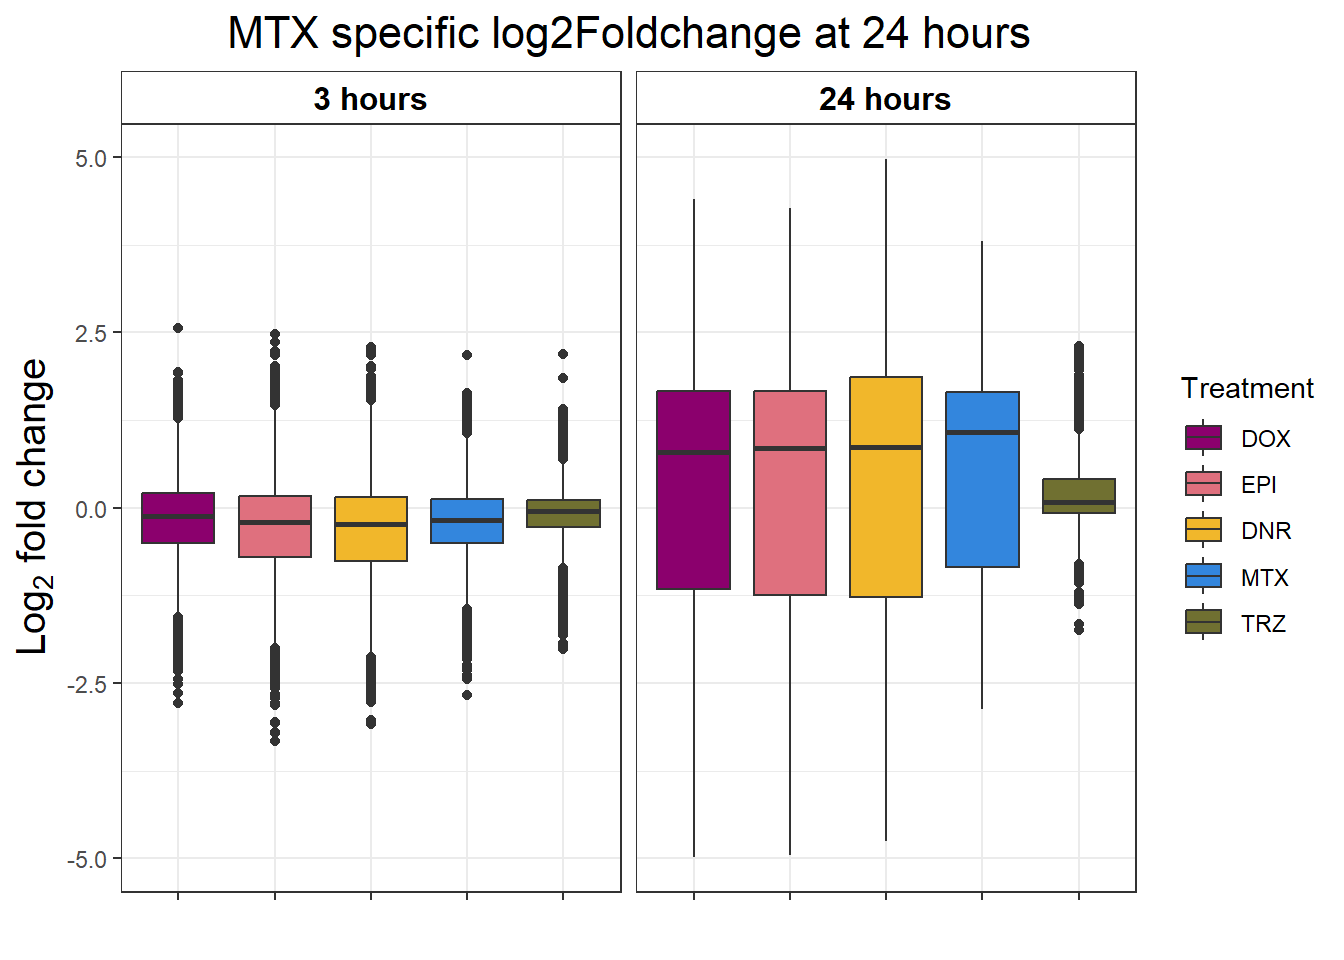 MTX specific log2Foldchange at 24 hours
3 hours
24 hours
5.0
2.5
0.0
-2.5
-5.0
Log₂ fold change
Treatment
DOX
EPI
DNR
MTX
TRZ